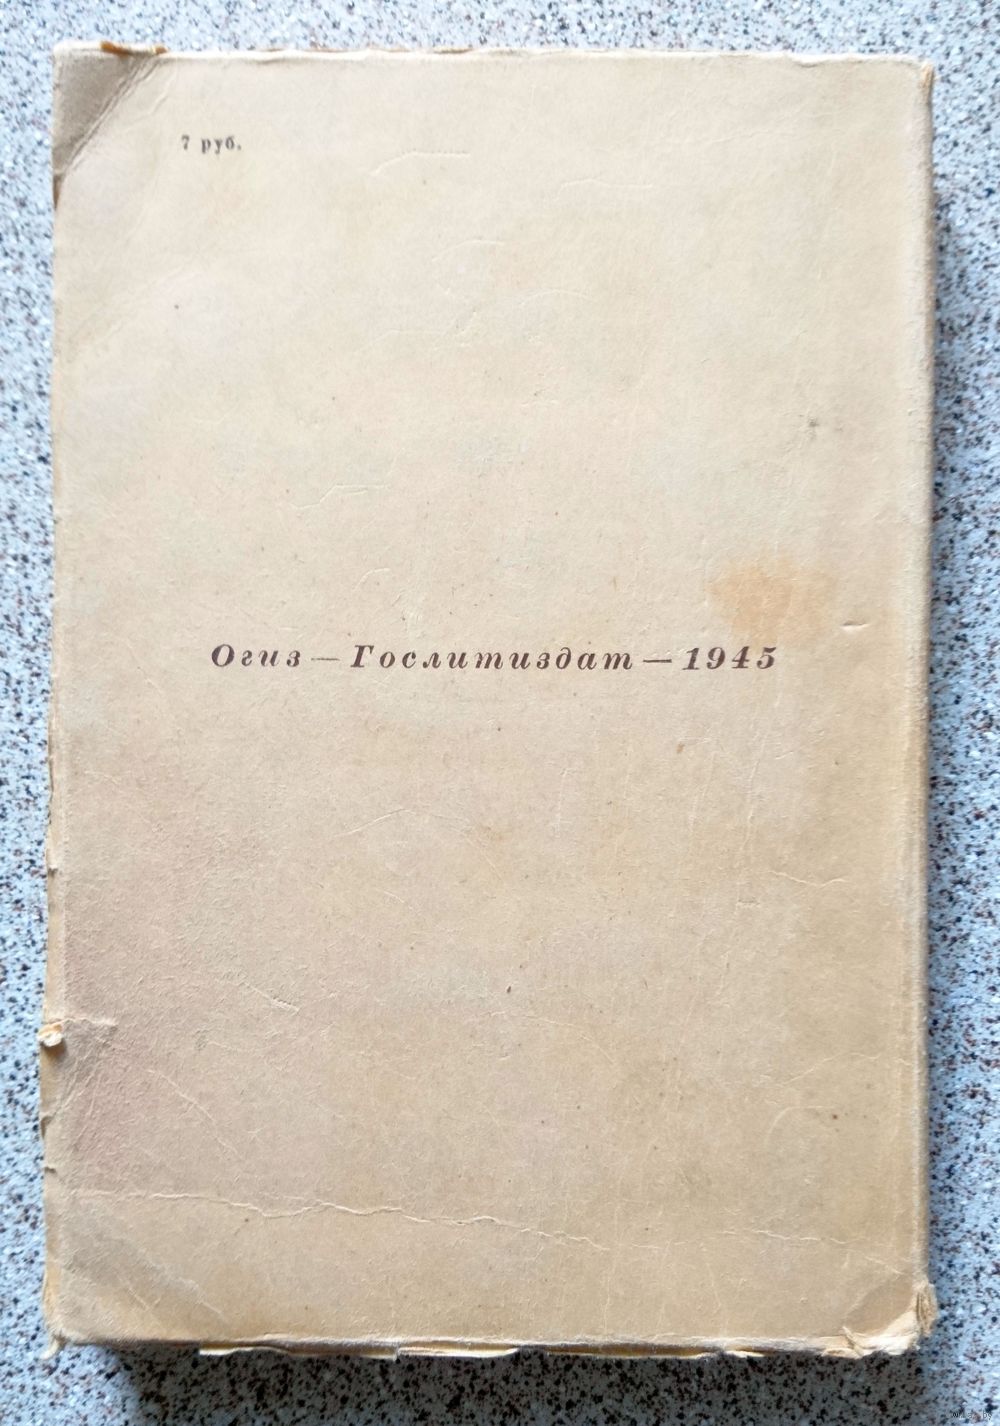 7 руб.
Огиз — Гослитиздат — 1945